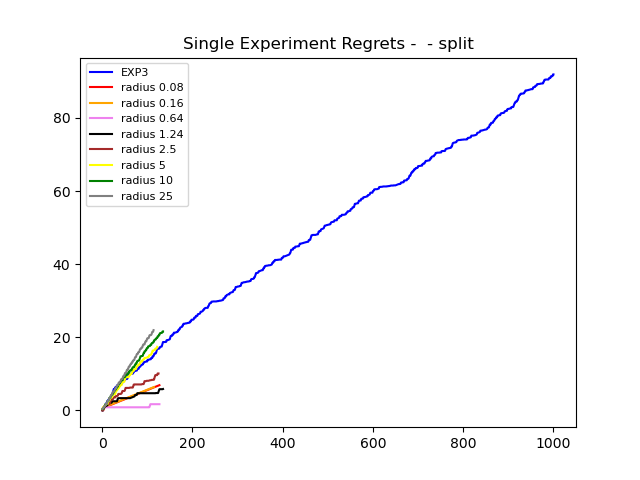 Single Experiment Regrets -  - split
EXP3
radius 0.08
radius 0.16
radius 0.64
radius 1.24
radius 2.5
radius 5
radius 10
radius 25
80
60
40
20
0
0 200 400 600 800 1000